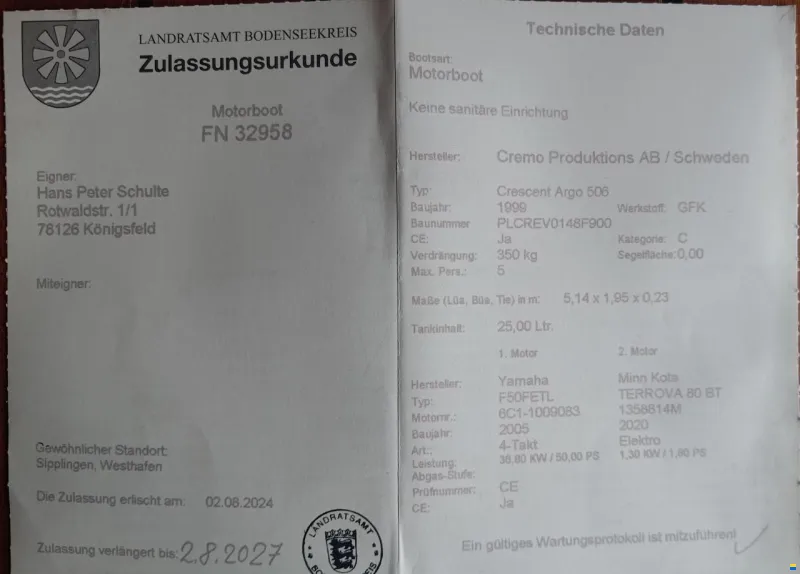 LANDRATSAMT BODENSEEKREIS
Zulassungsurkunde
Motorboot
FN 32958
Eigner:
Hans Peter Schulte
Rotwaldstr. 1/1
78126 Königsfeld
Miteigner:
Gewöhnlicher Standort:
Sipplingen, Westhafen
Die Zulassung erlischt am: 02.08.2024
Zulassung verlängert bis: 2.8.2027
LANDRATSAMT
Technische Daten
Bootsart:
Motorboot
Keine sanitäre Einrichtung
Hersteller: Cremo Produktions AB / Schweden
Typ: Crescent Argo 506
Baujahr: 1999 Werkstoff: GFK
Baunummer PLCREV0148F900
CE: Ja Kategorie: C
Verdrängung: 350 kg Segelfläche: 0,00
Max. Pers.: 5
Maße (Lüa, Büa, Tie) in m: 5,14 x 1,95 x 0,23
Tankinhalt: 25,00 Ltr.
1. Motor 2. Motor
Hersteller: Yamaha Minn Kota
Typ: F50FETL TERROVA 80 BT
Motornr.: 6C1-1009083 1358614M
Baujahr: 2005 2020
Art.: 4-Takt Elektro
Leistung: 36,80 KW / 50,00 PS 1,30 KW / 1,80 PS
Abgas-Stufe:
Prüfnummer: CE
CE: Ja
Ein gültiges Wartungsprotokoll ist mitzuführen!